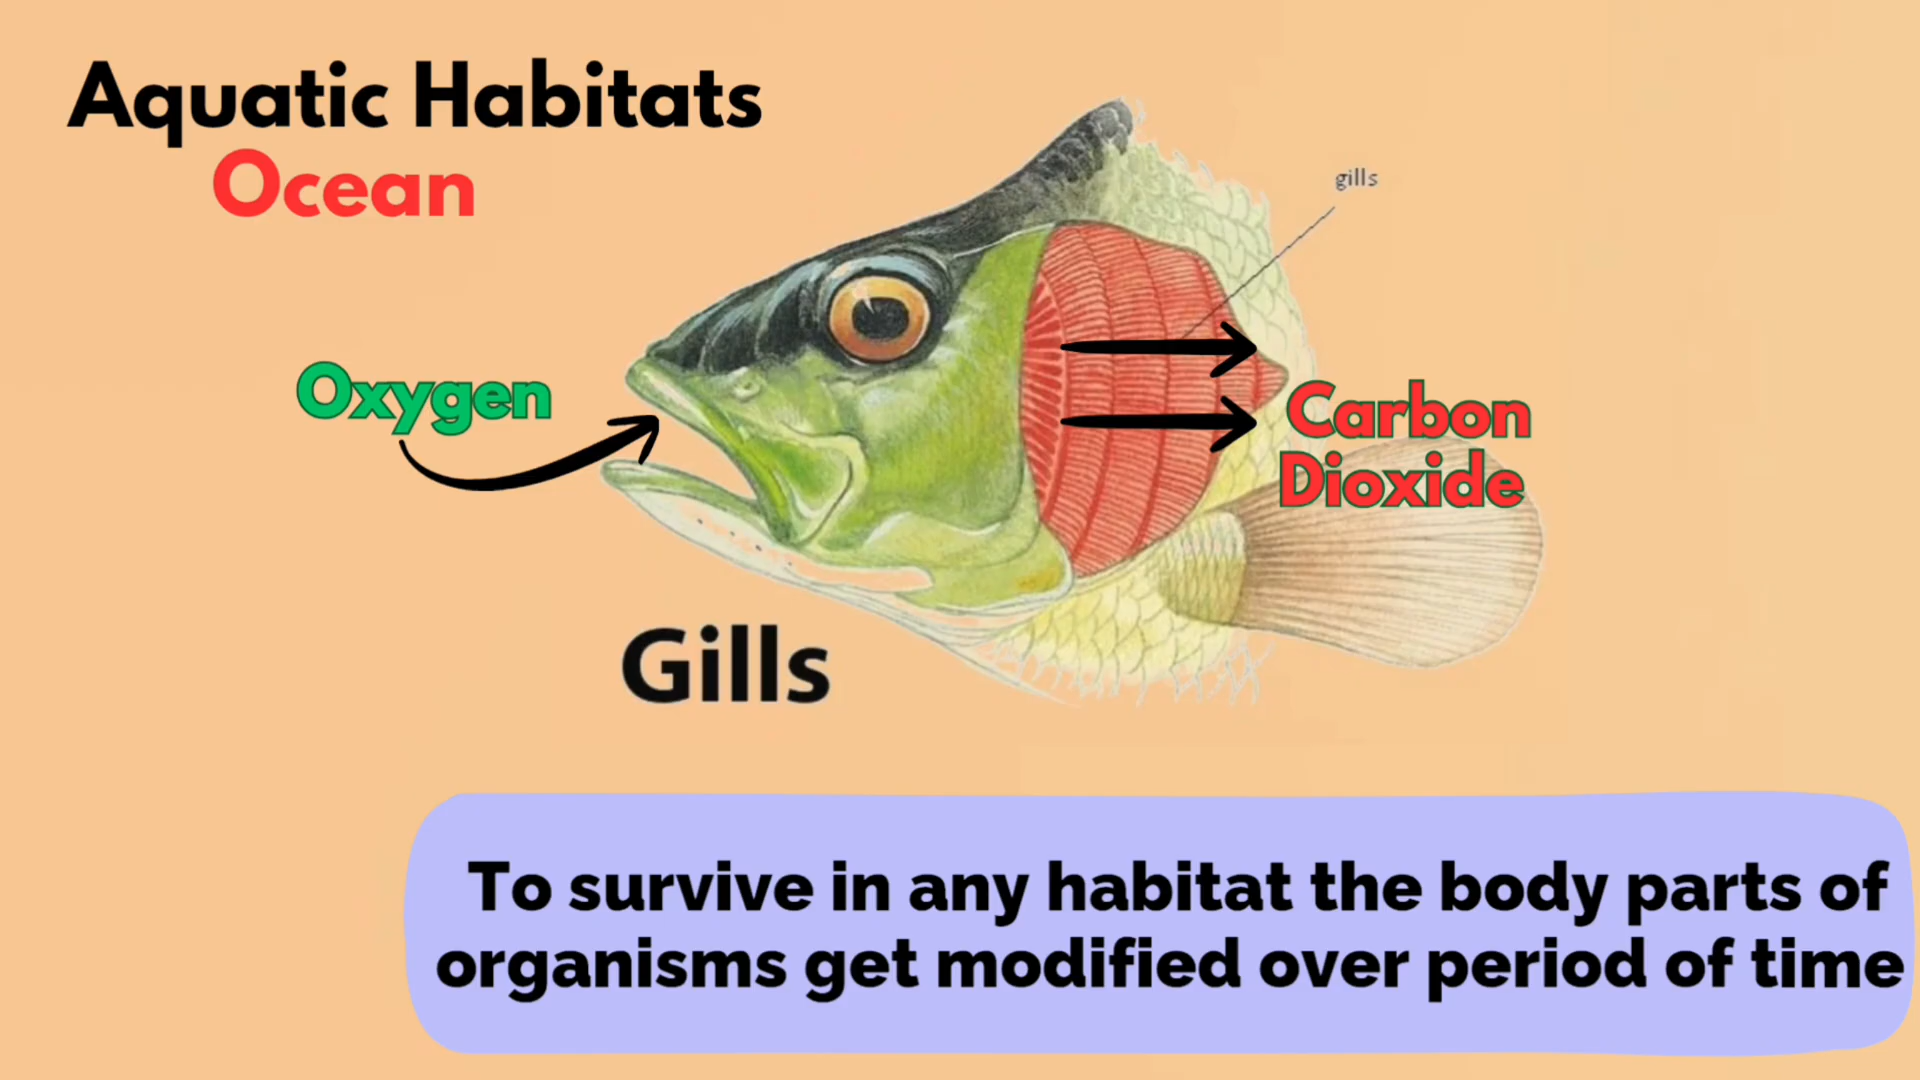 Aquatic Habitats
Ocean
gills
Oxygen
Carbon
Dioxide
Gills
To survive in any habitat the body parts of
organisms get modified over period of time